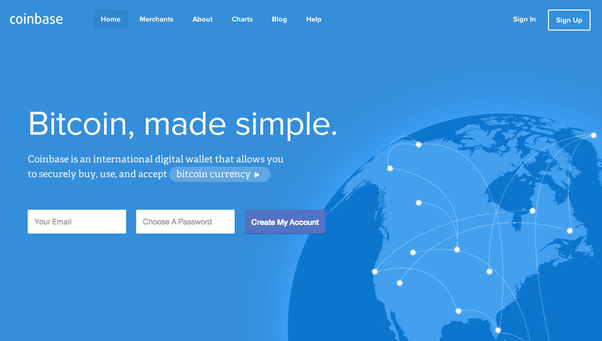 coinbase
Home Merchants About Charts Blog Help
Sign In Sign Up
Bitcoin, made simple.
Coinbase is an international digital wallet that allows you
to securely buy, use, and accept bitcoin currency
Your Email Choose A Password Create My Account